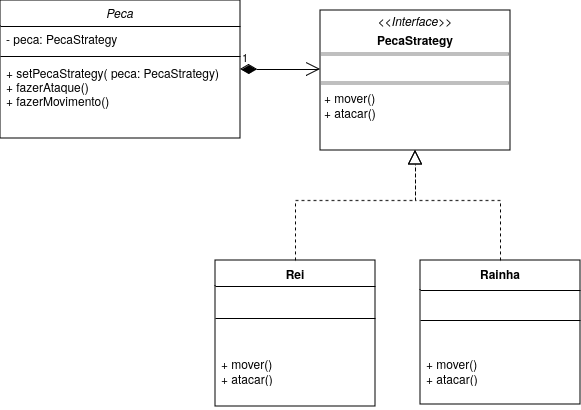 Peca
- peca: PecaStrategy
+ setPecaStrategy( peca: PecaStrategy)
+ fazerAtaque()
+ fazerMovimento()
1
<<Interface>>
PecaStrategy
+ mover()
+ atacar()
Rei
+ mover()
+ atacar()
Rainha
+ mover()
+ atacar()